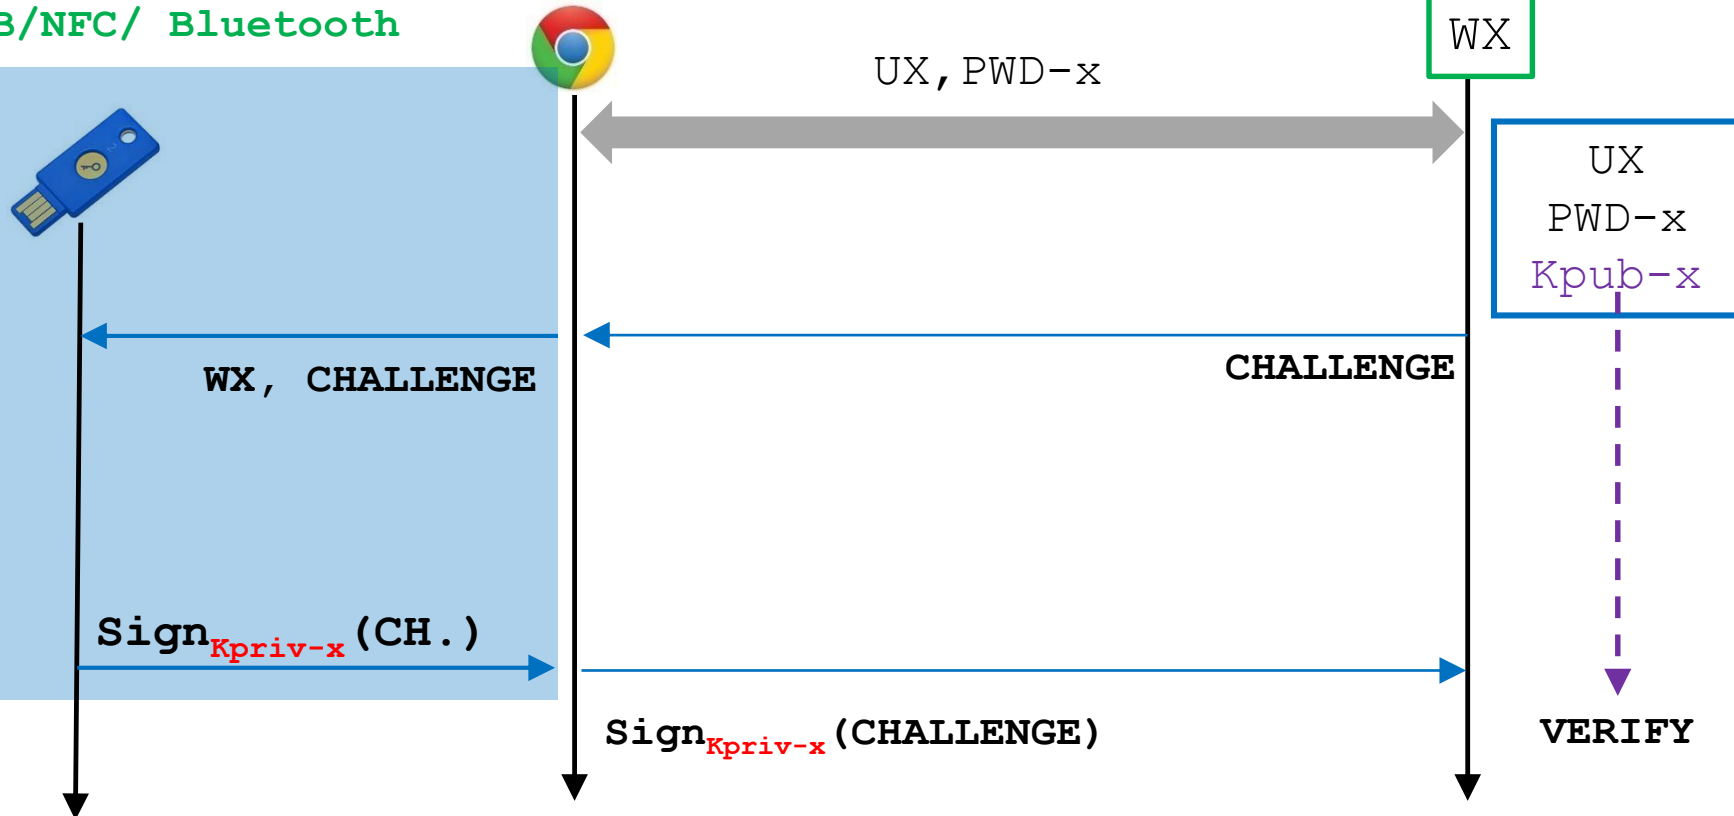 B/NFC/ Bluetooth
WX
UX,PWD-x
UX
PWD-x
Kpub-x
CHALLENGE
WX, CHALLENGE
SignKpriv-x(CH.)
SignKpriv-x(CHALLENGE)
VERIFY